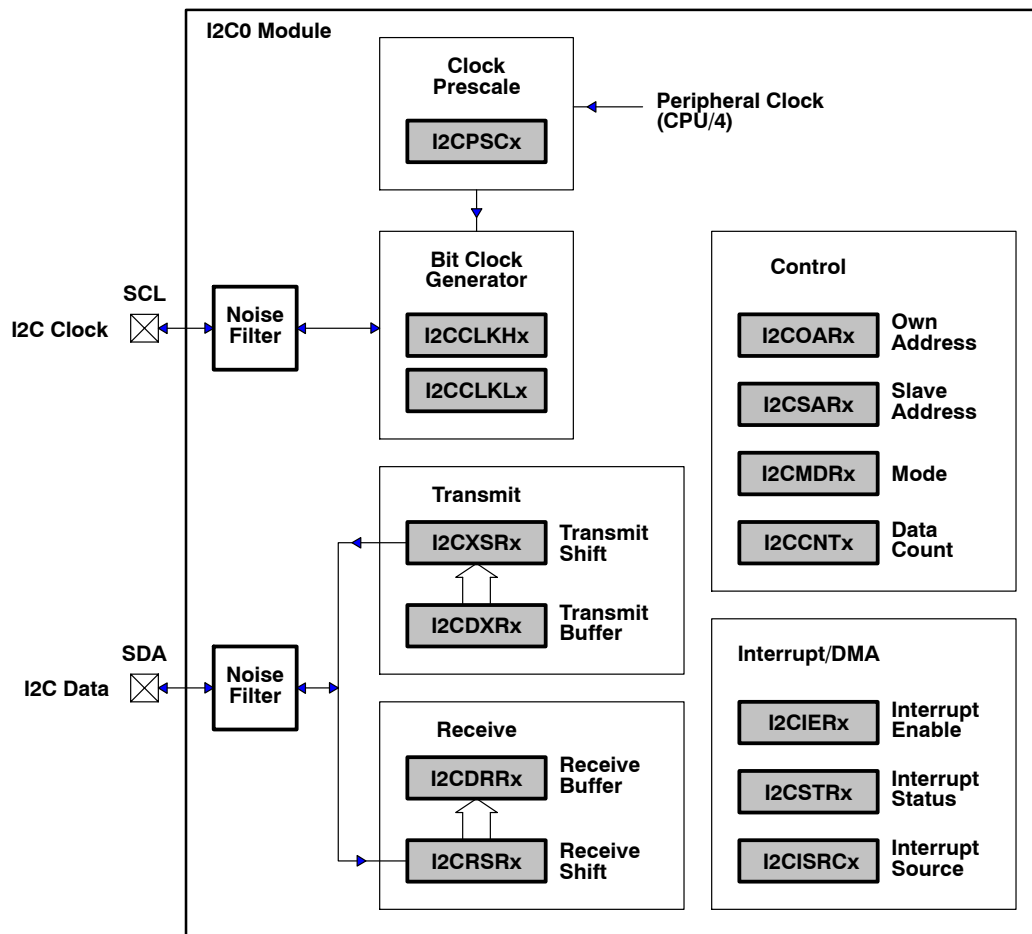 I2C0 Module
Clock
Prescale
I2CPSCx
Peripheral Clock
(CPU/4)
Bit Clock
Generator
I2CCLKHx
I2CCLKLx
SCL
I2C Clock
Noise
Filter
Control
I2COARx
Own
Address
I2CSARx
Slave
Address
I2CMDRx
Mode
I2CCNTx
Data
Count
Transmit
I2CXSRx
Transmit
Shift
I2CDXRx
Transmit
Buffer
SDA
I2C Data
Noise
Filter
Receive
I2CDRRx
Receive
Buffer
I2CRSRx
Receive
Shift
Interrupt/DMA
I2CIERx
Interrupt
Enable
I2CSTRx
Interrupt
Status
I2CISRCx
Interrupt
Source